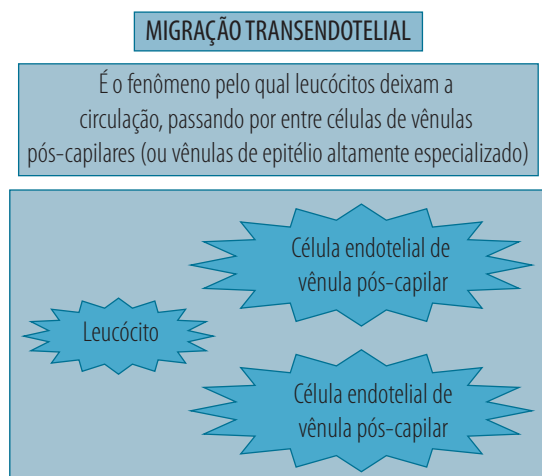 MIGRAÇÃO TRANSENDOTELIAL
É o fenômeno pelo qual leucócitos deixam a
circulação, passando por entre células de vênulas
pós-capilares (ou vênulas de epitélio altamente especializado)
Célula endotelial de
vênula pós-capilar
Leucócito
Célula endotelial de
vênula pós-capilar